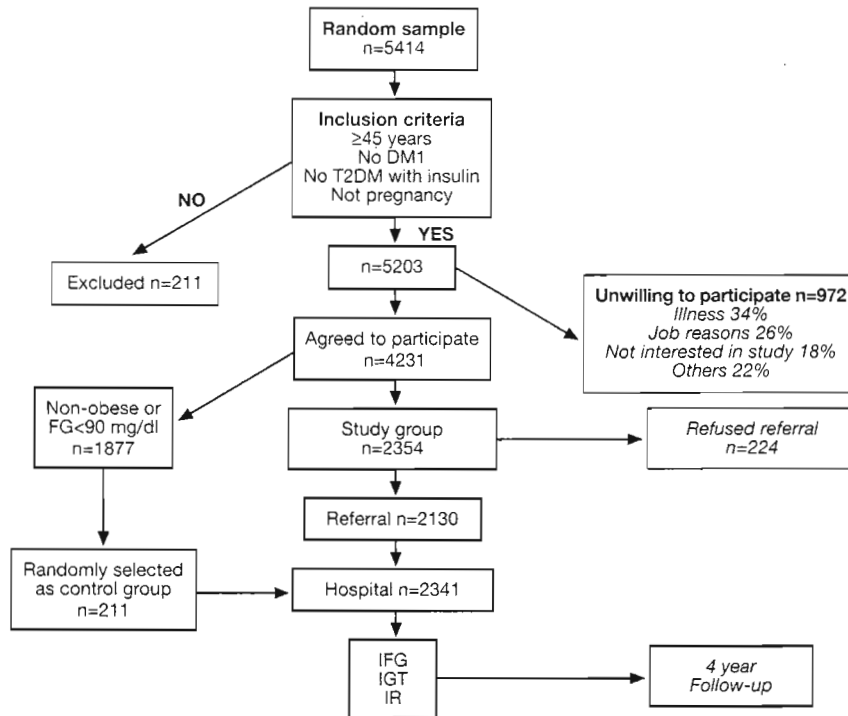 Random sample
n=5414
Inclusion criteria
≥45 years
No DM1
No T2DM with insulin
Not pregnancy
NO
YES
Excluded n=211
n=5203
Unwilling to participate n=972
Illness 34%
Job reasons 26%
Not interested in study 18%
Others 22%
Agreed to participate
n=4231
Non-obese or
FG<90 mg/dl
n=1877
Study group
n=2354
Refused referral
n=224
Referral n=2130
Randomly selected
as control group
n=211
Hospital n=2341
IFG
IGT
IR
4 year
Follow-up